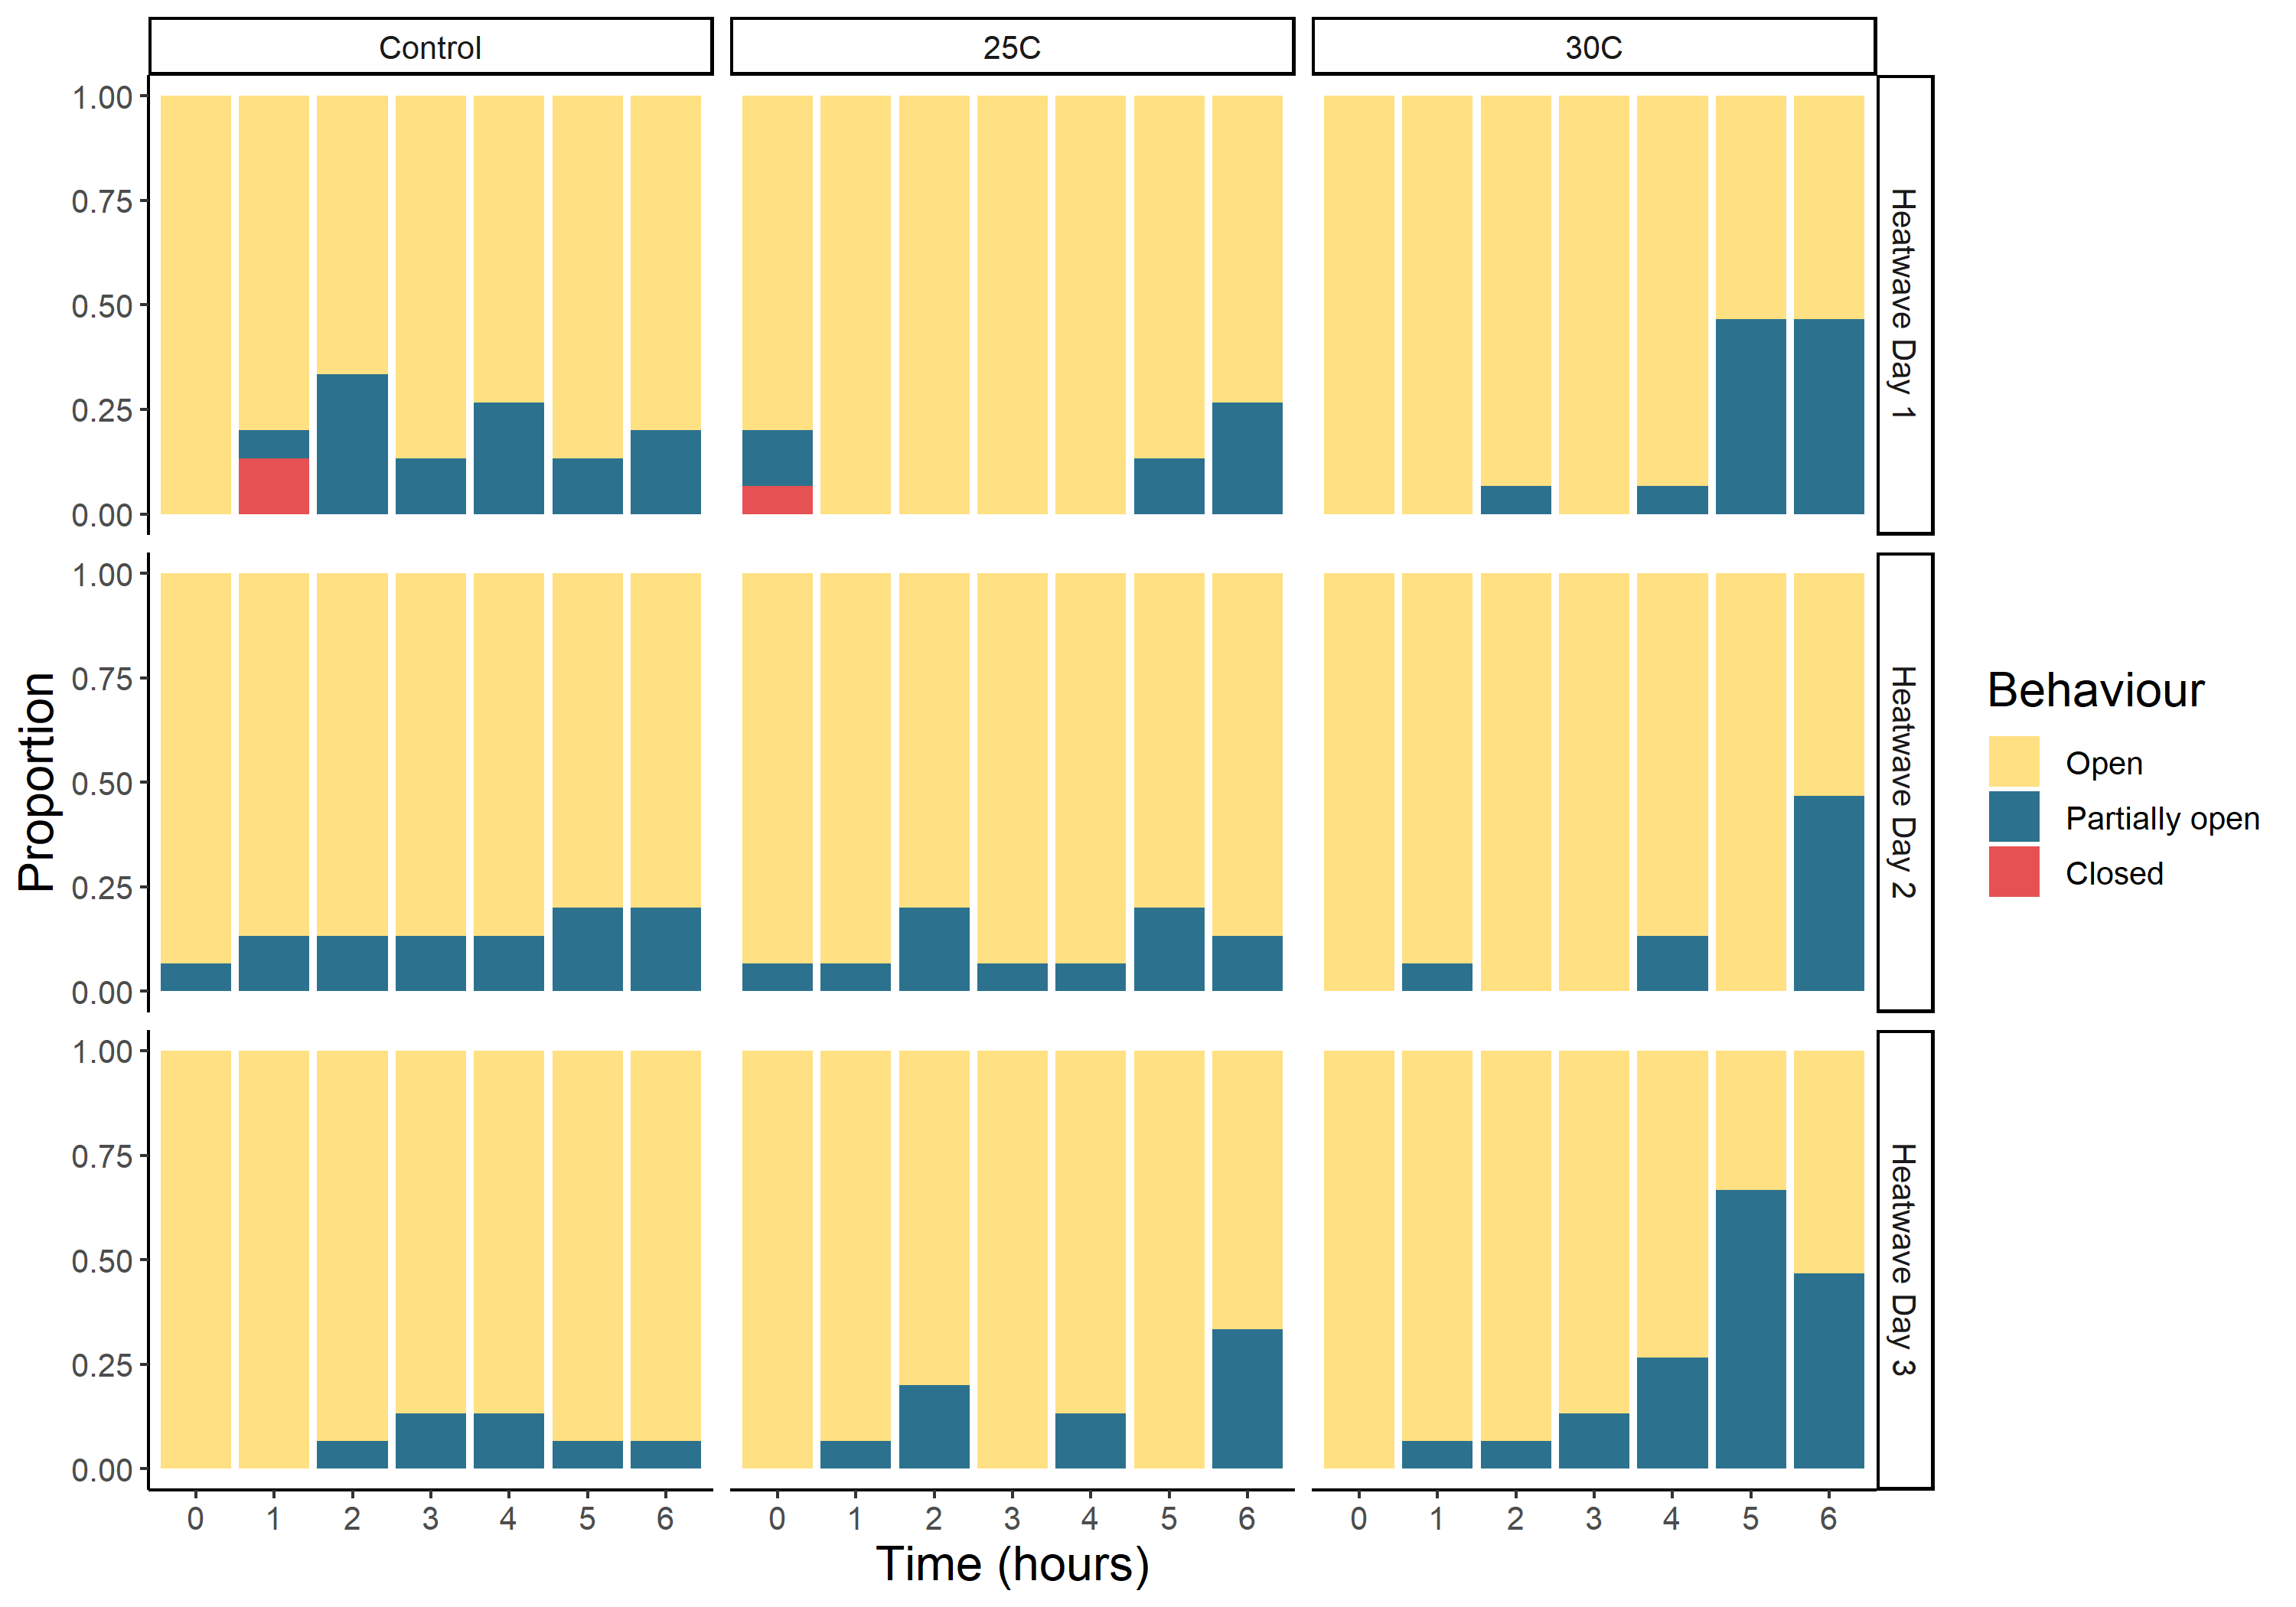 Control
25C
30C
1.00
0.75
0.50
0.25
0.00
Heatwave Day 1
1.00
0.75
0.50
0.25
0.00
Heatwave Day 2
1.00
0.75
0.50
0.25
0.00
Heatwave Day 3
Proportion
0 1 2 3 4 5 6
0 1 2 3 4 5 6
0 1 2 3 4 5 6
Time (hours)
Behaviour
Open
Partially open
Closed